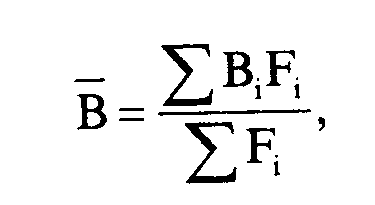 B̅ = ∑ BᵢFᵢ / ∑ Fᵢ,